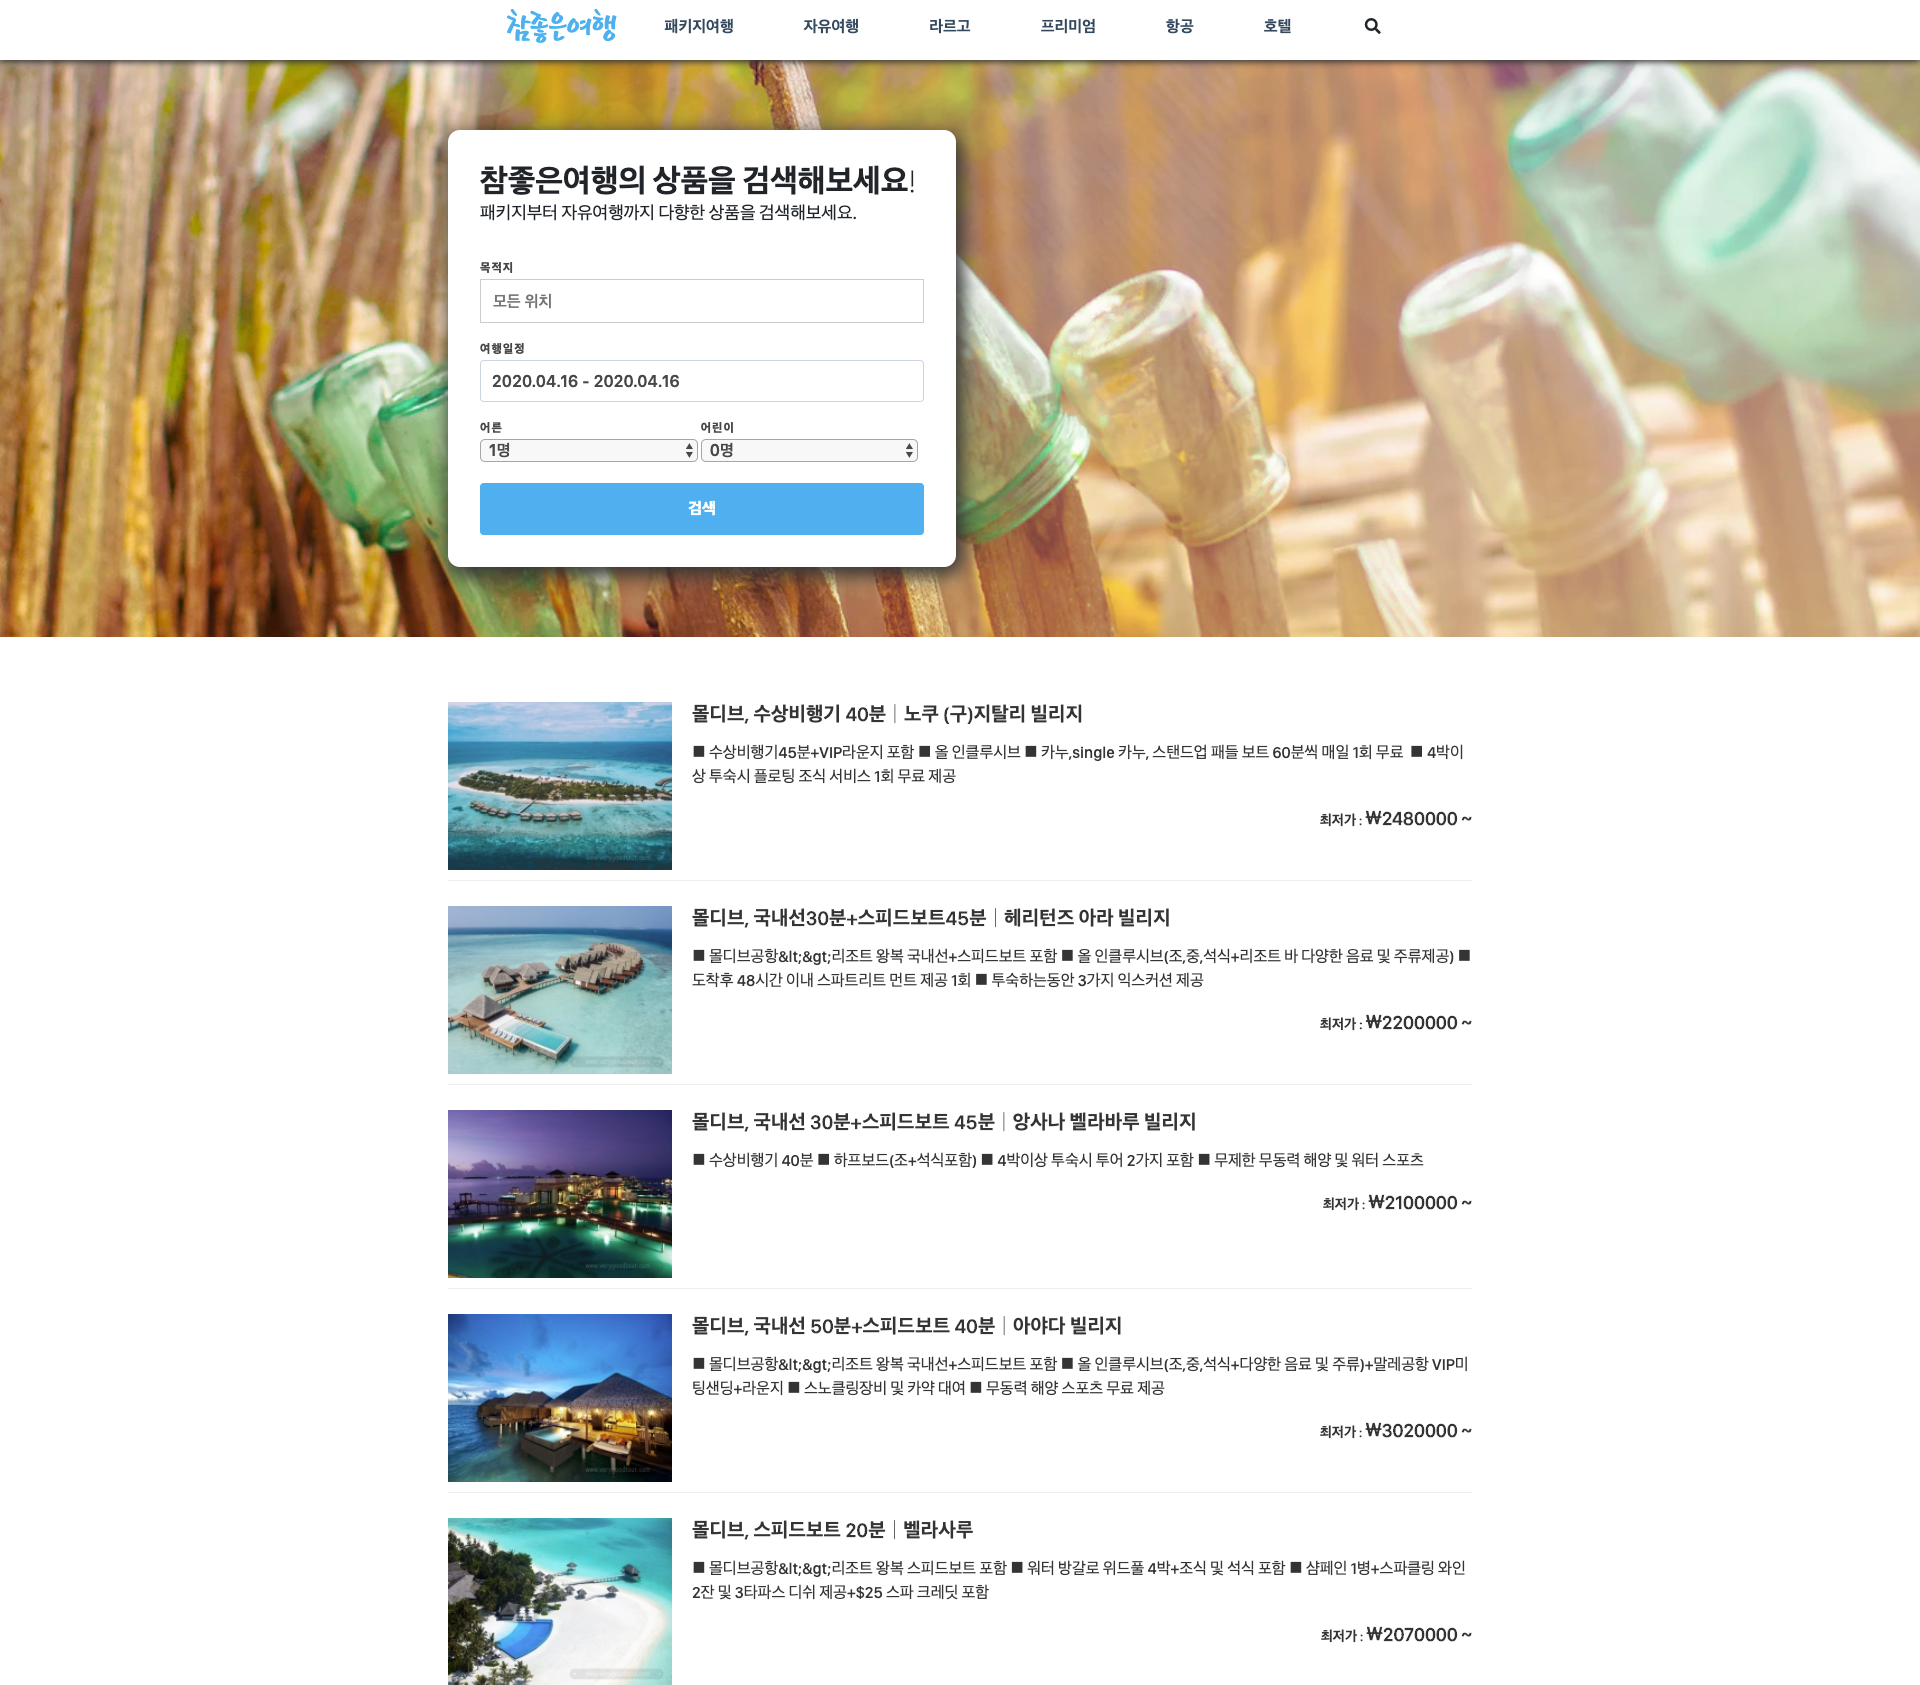 참좋은여행 패키지여행 자유여행 라르고 프리미엄 항공 호텔
참좋은여행의 상품을 검색해보세요!
패키지부터 자유여행까지 다향한 상품을 검색해보세요.
목적지
모든 위치
여행일정
2020.04.16 - 2020.04.16
어른 어린이
1명 0명
검색
몰디브, 수상비행기 40분│노쿠 (구)지탈리 빌리지
■ 수상비행기45분+VIP라운지 포함 ■ 올 인클루시브 ■ 카누,single 카누, 스탠드업 패들 보트 60분씩 매일 1회 무료 ■ 4박이
상 투숙시 플로팅 조식 서비스 1회 무료 제공
최저가 : ₩2480000 ~
www.verygoodtour.com
몰디브, 국내선30분+스피드보트45분│헤리턴즈 아라 빌리지
■ 몰디브공항&lt;&gt;리조트 왕복 국내선+스피드보트 포함 ■ 올 인클루시브(조,중,석식+리조트 바 다양한 음료 및 주류제공) ■
도착후 48시간 이내 스파트리트 먼트 제공 1회 ■ 투숙하는동안 3가지 익스커션 제공
최저가 : ₩2200000 ~
www.verygoodtour.com
몰디브, 국내선 30분+스피드보트 45분│앙사나 벨라바루 빌리지
■ 수상비행기 40분 ■ 하프보드(조+석식포함) ■ 4박이상 투숙시 투어 2가지 포함 ■ 무제한 무동력 해양 및 워터 스포츠
최저가 : ₩2100000 ~
www.verygoodtour.com
몰디브, 국내선 50분+스피드보트 40분│아야다 빌리지
■ 몰디브공항&lt;&gt;리조트 왕복 국내선+스피드보트 포함 ■ 올 인클루시브(조,중,석식+다양한 음료 및 주류)+말레공항 VIP미
팅샌딩+라운지 ■ 스노클링장비 및 카약 대여 ■ 무동력 해양 스포츠 무료 제공
최저가 : ₩3020000 ~
www.verygoodtour.com
몰디브, 스피드보트 20분│벨라사루
■ 몰디브공항&lt;&gt;리조트 왕복 스피드보트 포함 ■ 워터 방갈로 위드풀 4박+조식 및 석식 포함 ■ 샴페인 1병+스파클링 와인
2잔 및 3타파스 디쉬 제공+$25 스파 크레딧 포함
최저가 : ₩2070000 ~
www.verygoodtour.com